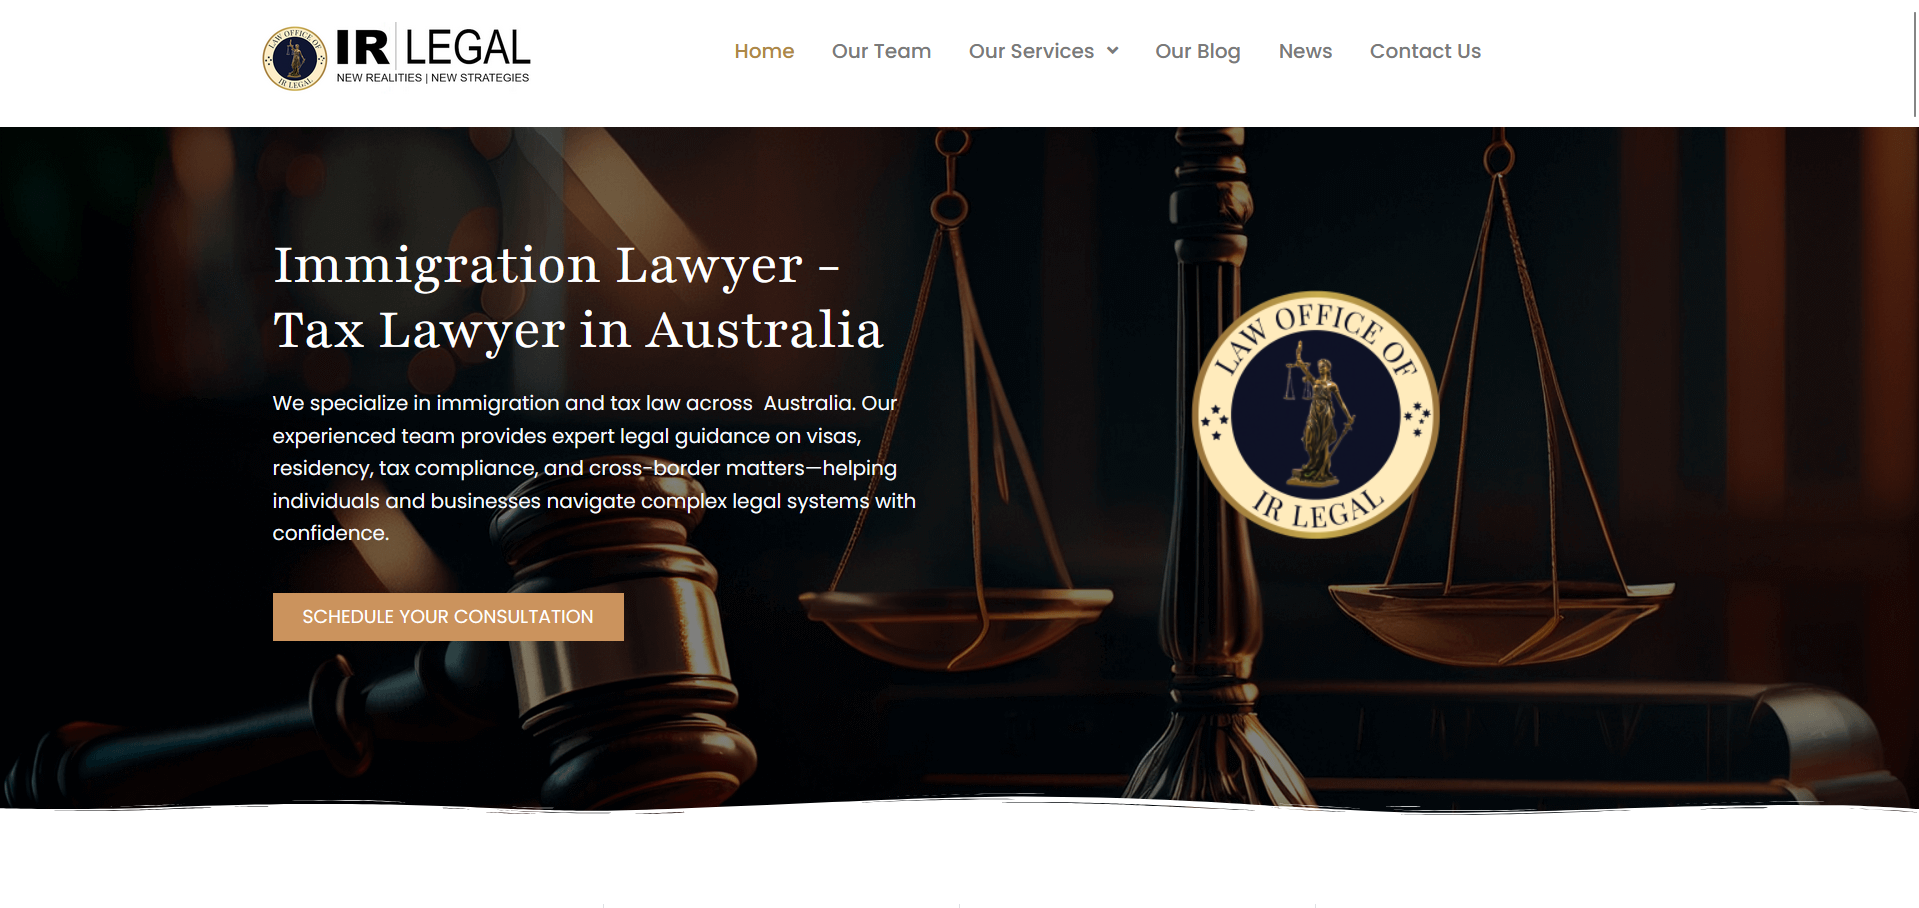 LAW OFFICE OF
IR LEGAL
IR LEGAL
NEW REALITIES | NEW STRATEGIES
Home
Our Team
Our Services
Our Blog
News
Contact Us
Immigration Lawyer -
Tax Lawyer in Australia
We specialize in immigration and tax law across  Australia. Our
experienced team provides expert legal guidance on visas,
residency, tax compliance, and cross-border matters—helping
individuals and businesses navigate complex legal systems with
confidence.
SCHEDULE YOUR CONSULTATION
LAW OFFICE OF
IR LEGAL